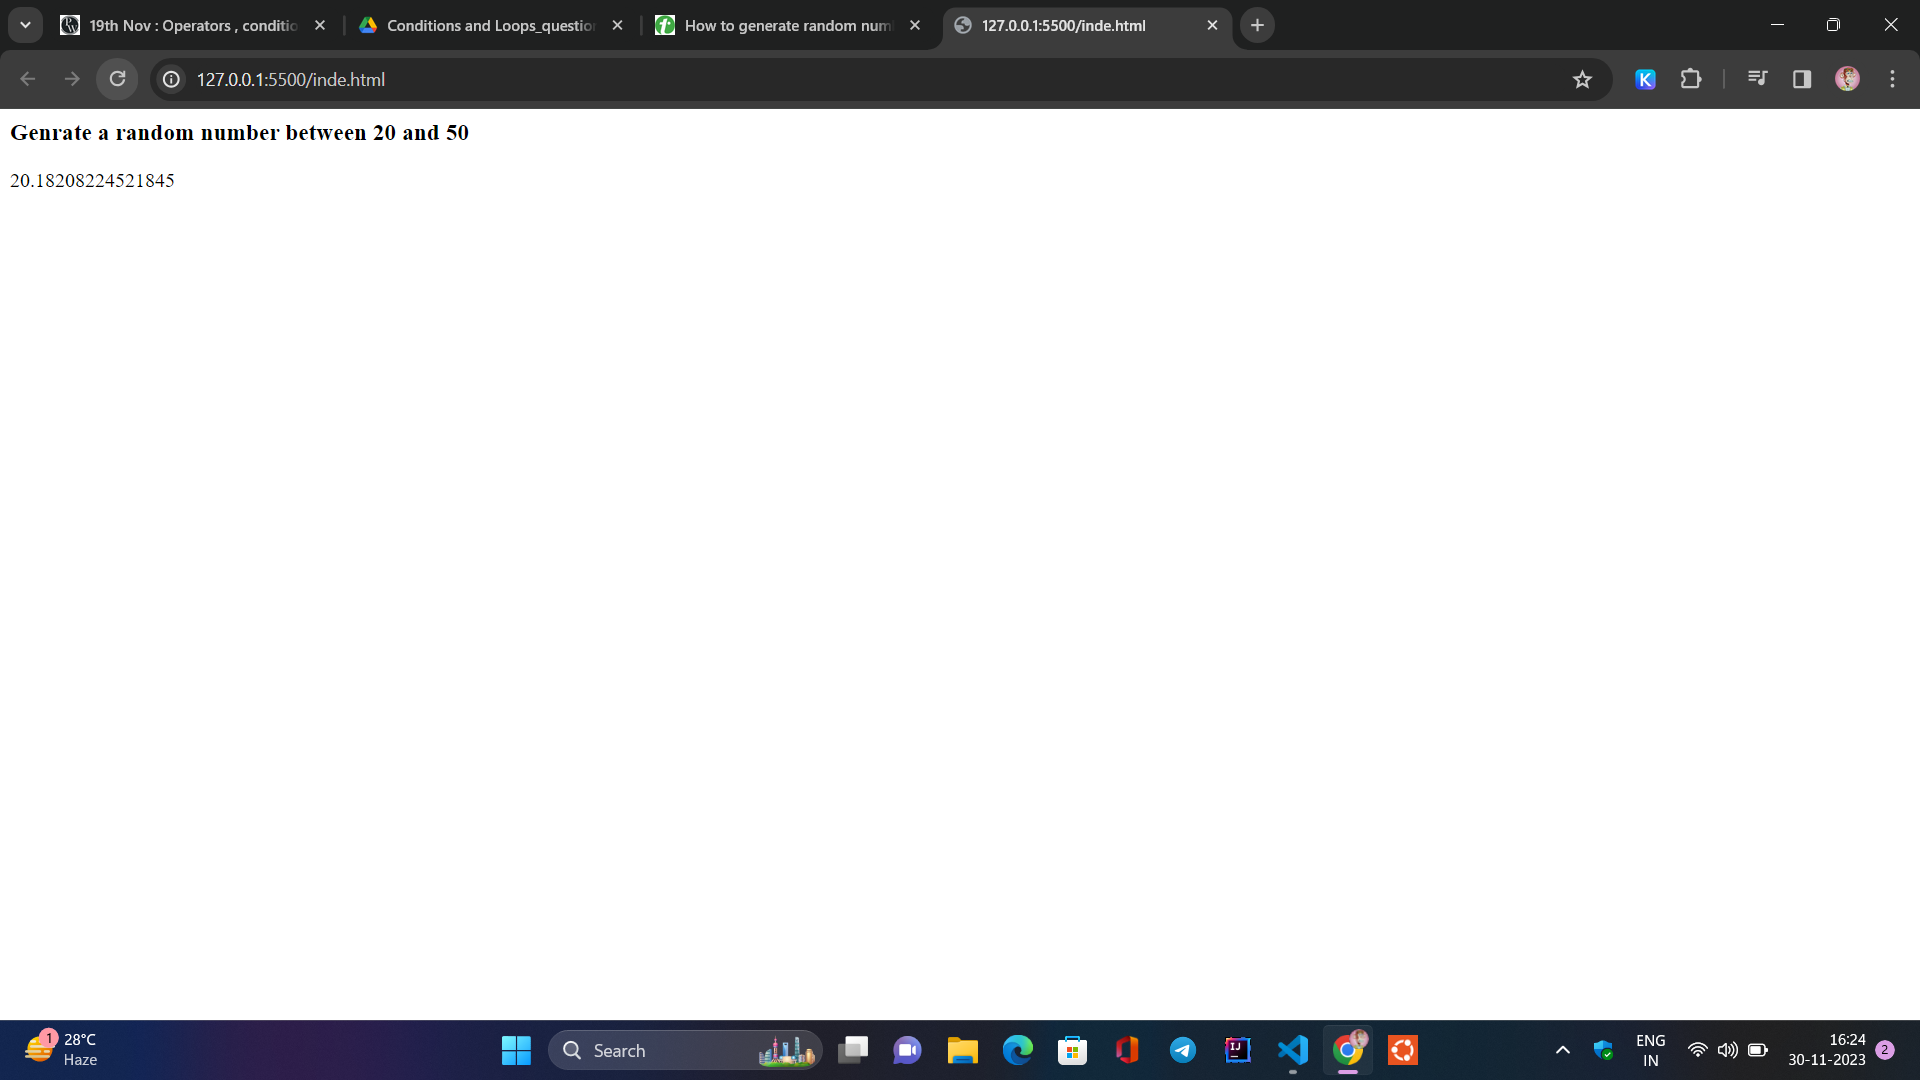 19th Nov : Operators , conditio
Conditions and Loops_question
How to generate random num
127.0.0.1:5500/inde.html
127.0.0.1:5500/inde.html
K
Genrate a random number between 20 and 50
20.18208224521845
1
28°C
Haze
Search
IJ
ENG
IN
16:24
30-11-2023
2